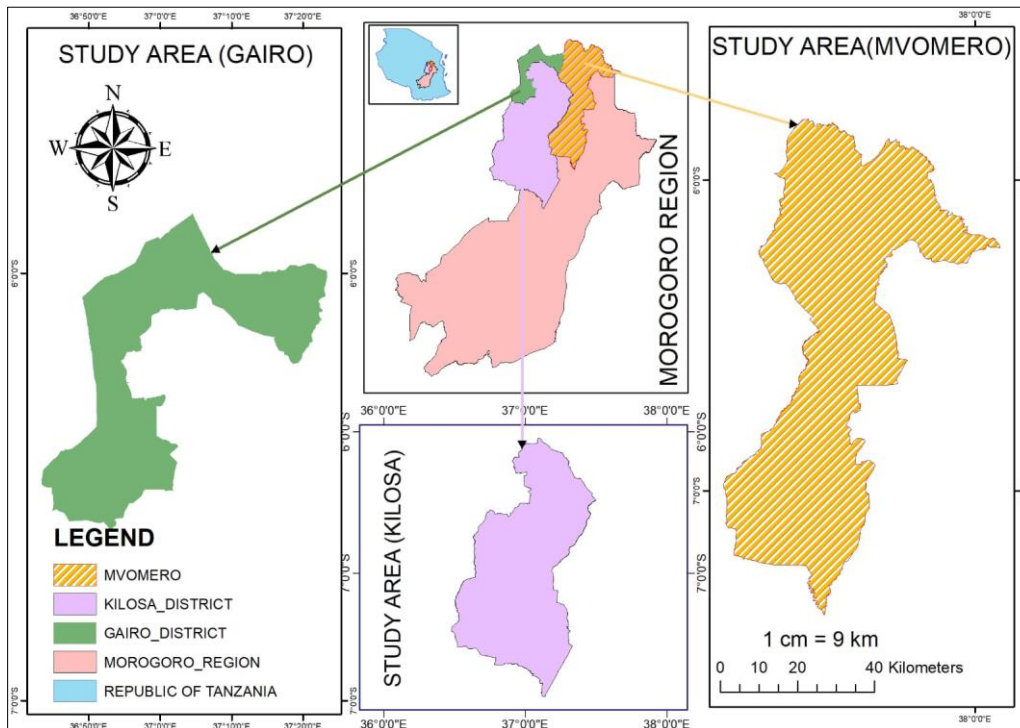 36°50'0"E 37°0'0"E 37°10'0"E 37°20'0"E
38°0'0"E
STUDY AREA (GAIRO)
STUDY AREA(MVOMERO)
N
W E
S
MOROGORO REGION
6°0'0"S
6°0'0"S
6°0'0"S
36°0'0"E 37°0'0"E 38°0'0"E
6°0'0"S
6°0'0"S
STUDY AREA (KILOSA)
7°0'0"S
7°0'0"S
7°0'0"S
LEGEND
MVOMERO
KILOSA_DISTRICT
GAIRO_DISTRICT
MOROGORO_REGION
REPUBLIC OF TANZANIA
1 cm = 9 km
0 10 20 40 Kilometers
36°50'0"E 37°0'0"E 37°10'0"E 37°20'0"E
36°0'0"E 37°0'0"E 38°0'0"E
38°0'0"E